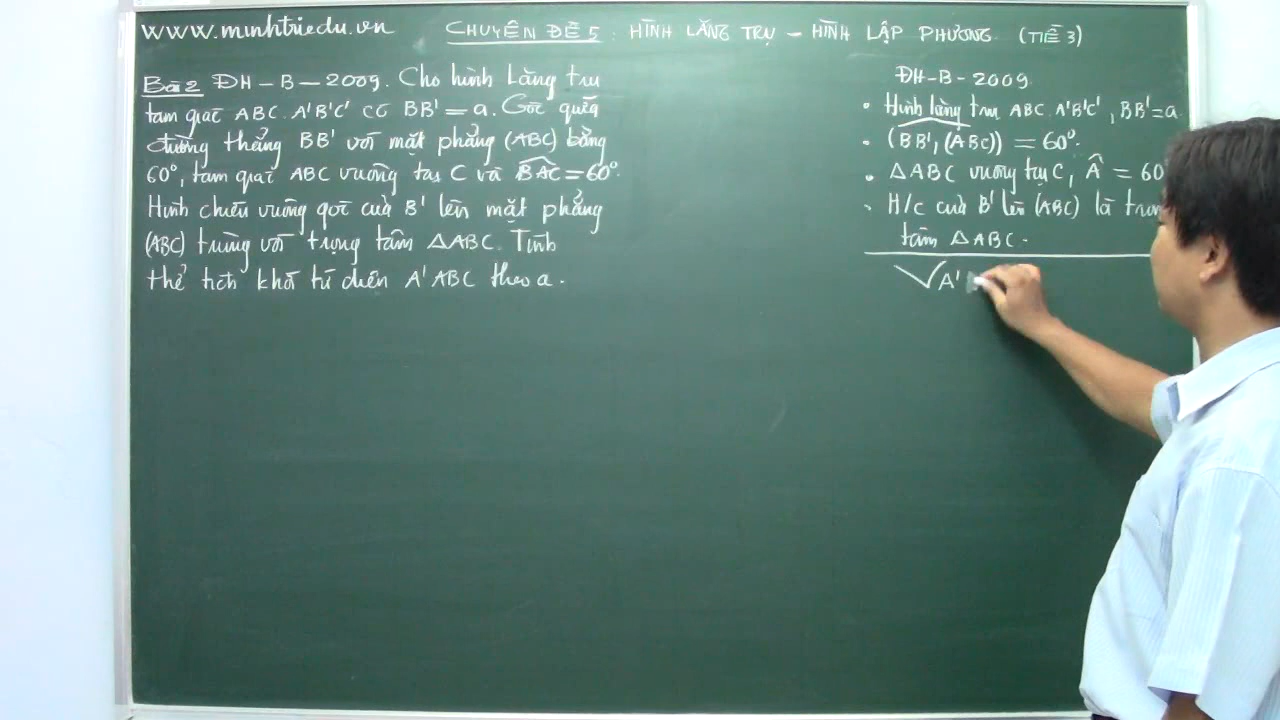 www.minhtriedu.vn
CHUYÊN ĐỀ 5: HÌNH LĂNG TRỤ – HÌNH LẬP PHƯƠNG. (TIẾT 3)
Bài 2 ĐH – B – 2009. Cho hình lăng trụ
tam giác ABC.A'B'C' có BB' = a. Góc giữa
đường thẳng BB' với mặt phẳng (ABC) bằng
60°, tam giác ABC vuông tại C và BAC = 60°.
Hình chiếu vuông góc của B' lên mặt phẳng
(ABC) trùng với trọng tâm △ABC. Tính
thể tích khối tứ diện A'ABC theo a.
ĐH – B – 2009
• Hình lăng trụ ABC.A'B'C', BB' = a
• (BB', (ABC)) = 60°.
• △ABC vuông tại C, Â = 60
• H/c của B' lên (ABC) là
tâm △ABC.
V A'